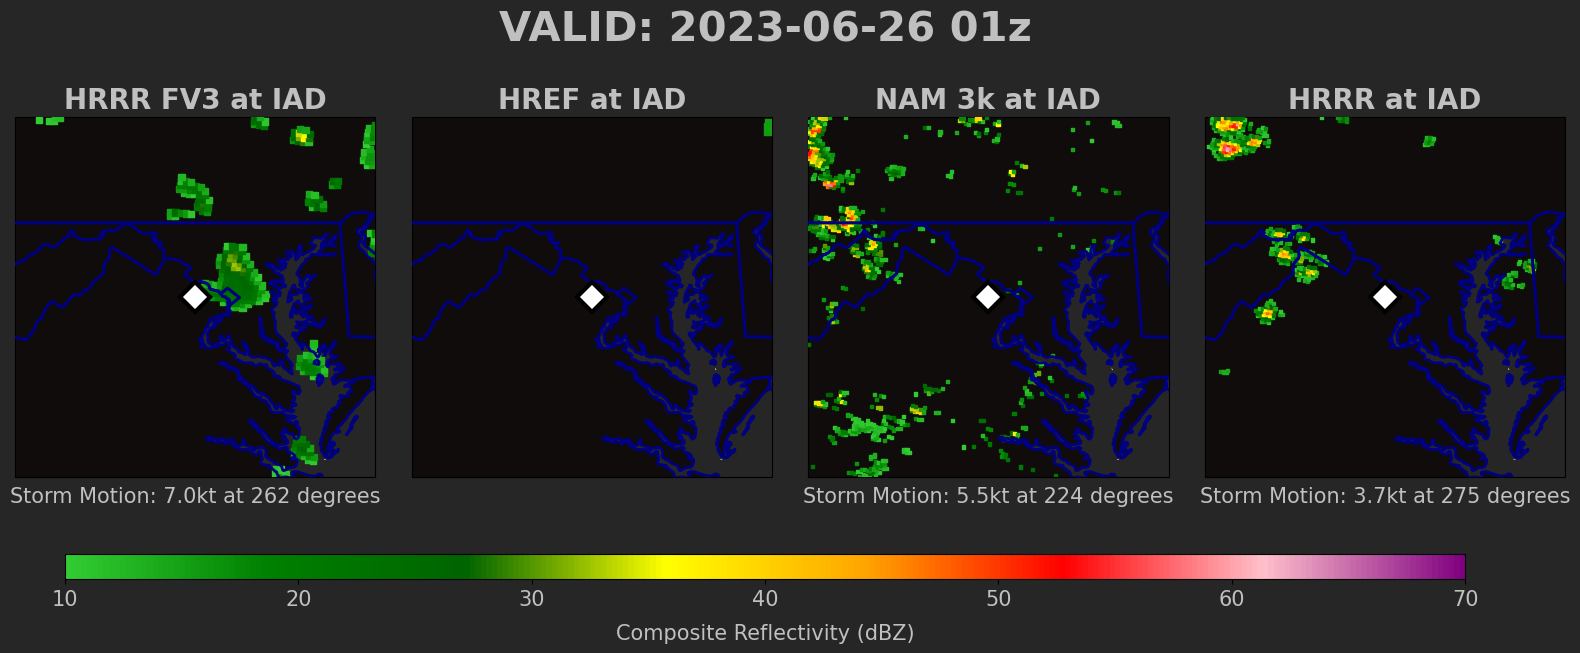 VALID: 2023-06-26 01z
HRRR FV3 at IAD
HREF at IAD
NAM 3k at IAD
HRRR at IAD
Storm Motion: 7.0kt at 262 degrees
Storm Motion: 5.5kt at 224 degrees
Storm Motion: 3.7kt at 275 degrees
10 20 30 40 50 60 70
Composite Reflectivity (dBZ)